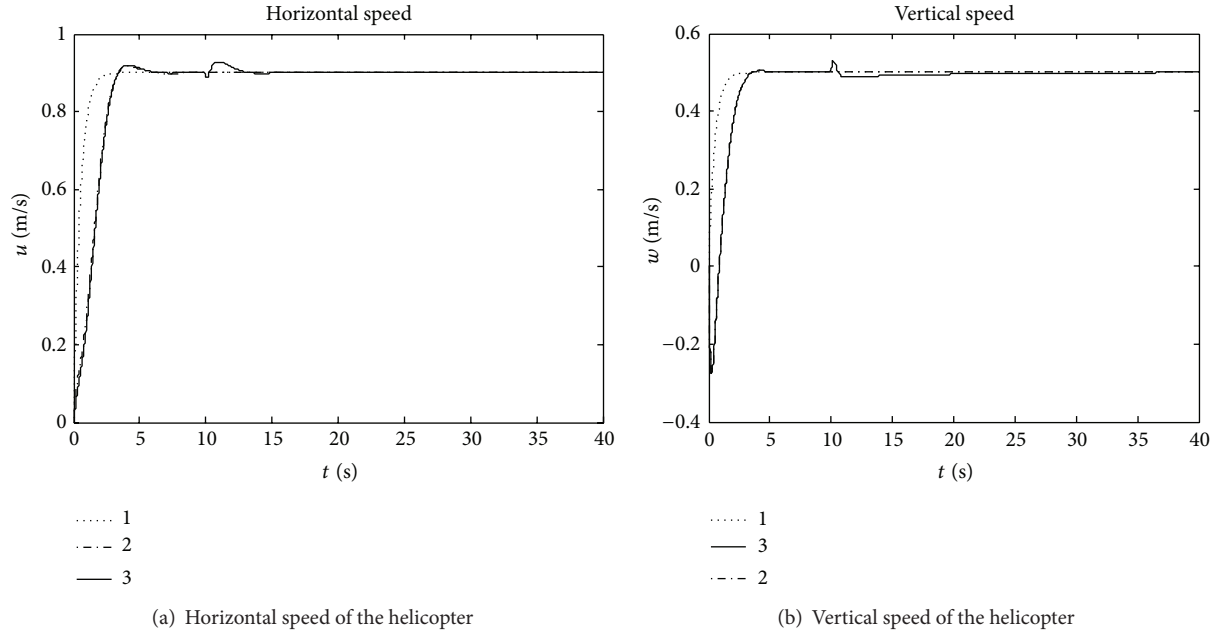 Horizontal speed
1
0.8
0.6
0.4
0.2
0
0 5 10 15 20 25 30 35 40
u (m/s)
t (s)
1
2
3
(a) Horizontal speed of the helicopter
Vertical speed
0.6
0.4
0.2
0
−0.2
−0.4
0 5 10 15 20 25 30 35 40
w (m/s)
t (s)
1
3
2
(b) Vertical speed of the helicopter